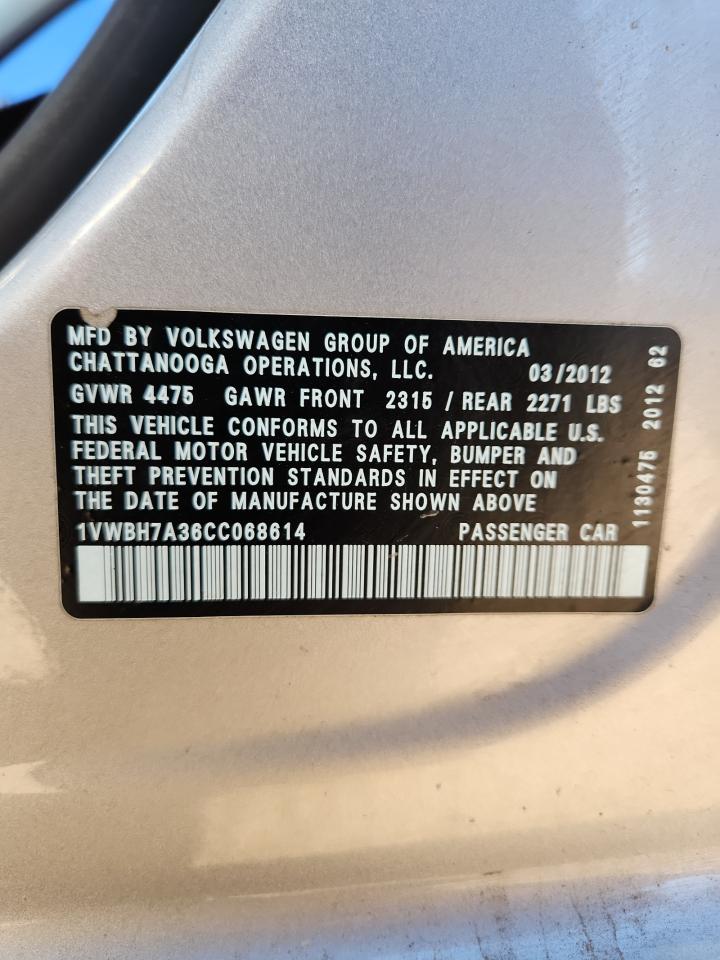 MFD BY VOLKSWAGEN GROUP OF AMERICA
CHATTANOOGA OPERATIONS, LLC. 03/2012
GVWR 4475 GAWR FRONT 2315 / REAR 2271 LBS
THIS VEHICLE CONFORMS TO ALL APPLICABLE U.S.
FEDERAL MOTOR VEHICLE SAFETY, BUMPER AND
THEFT PREVENTION STANDARDS IN EFFECT ON
THE DATE OF MANUFACTURE SHOWN ABOVE
1VWBH7A36CC068614 PASSENGER CAR
1130475 2012 62